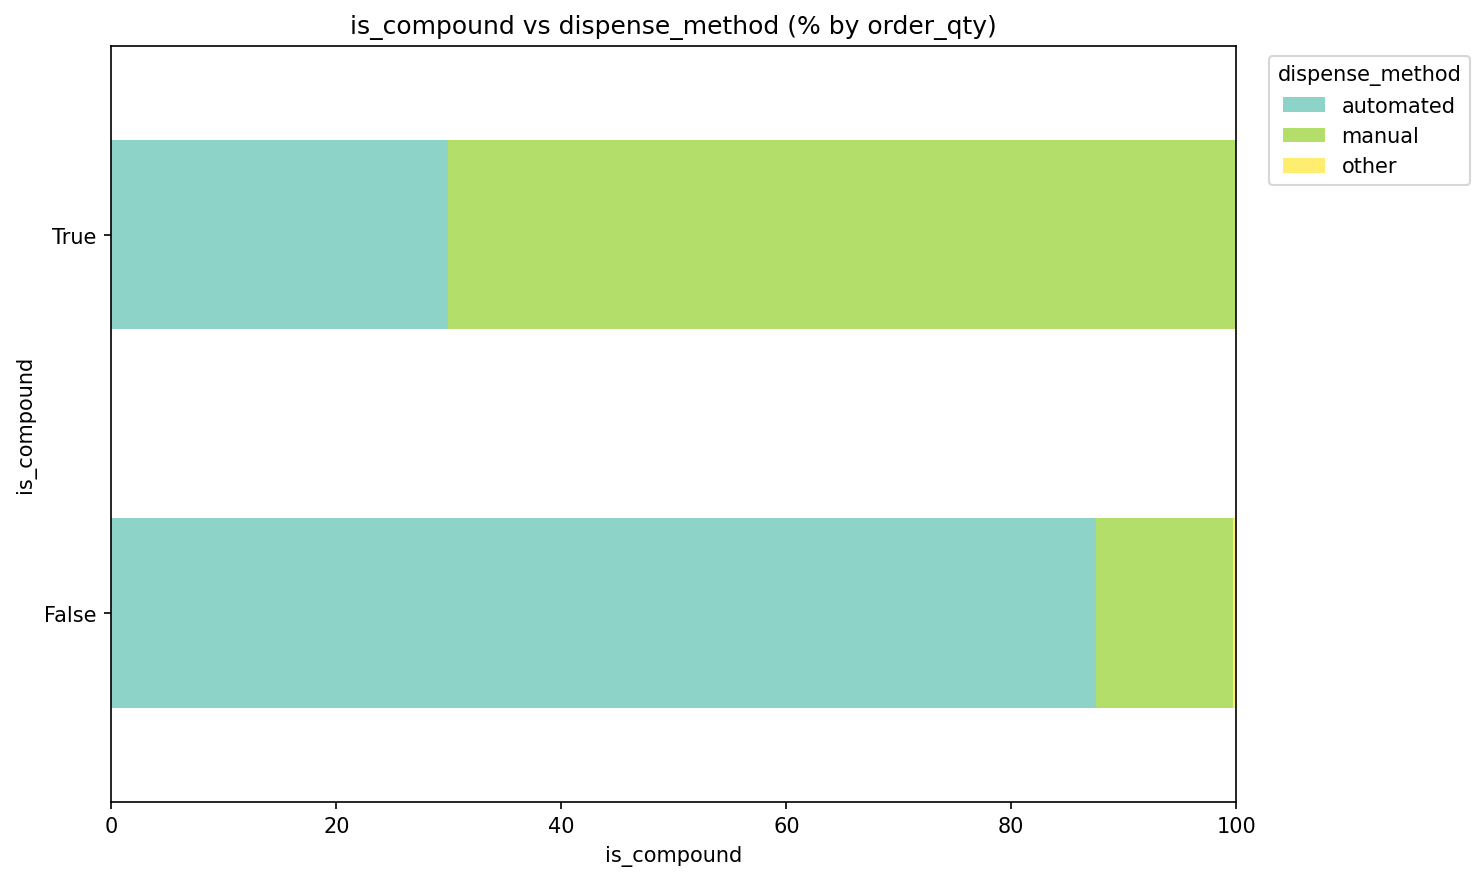 is_compound vs dispense_method (% by order_qty)
dispense_method
automated
manual
other
True
False
is_compound
0 20 40 60 80 100
is_compound